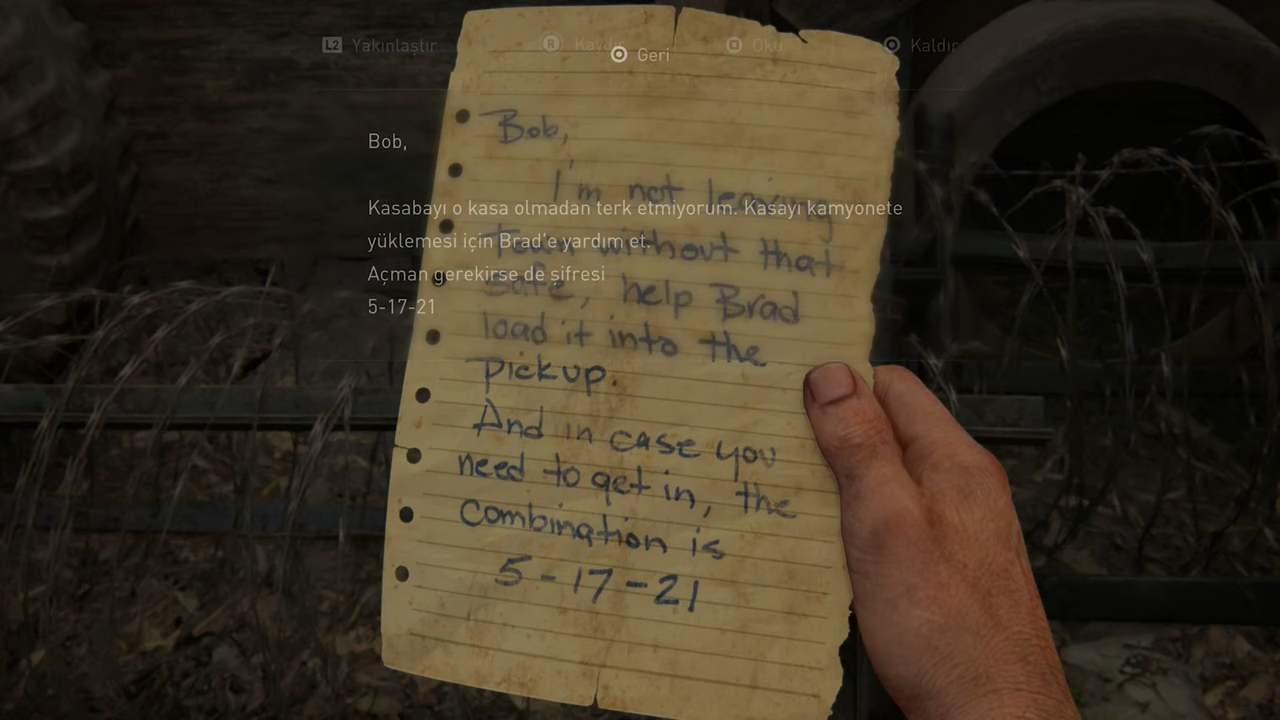 L2 Yakınlaştır R Kaydır Oku Kaldır
Geri
Bob,
Kasabayı o kasa olmadan terk etmiyorum. Kasayı kamyonete
yüklemesi için Brad'e yardım et.
Açman gerekirse de şifresi
5-17-21
Bob,
I'm not leaving
Town without that
safe, help Brad
load it into the
pickup.
And in case you
need to get in, the
combination is
5-17-21